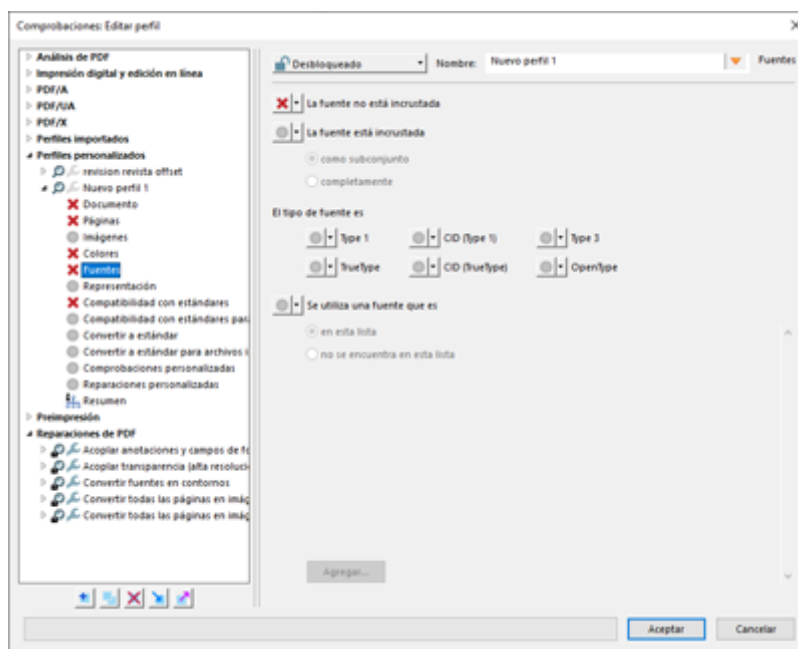 Comprobaciones: Editar perfil
Análisis de PDF
Impresión digital y edición en línea
PDF/A
PDF/UA
PDF/X
Perfiles importados
Perfiles personalizados
revision revista offset
Nuevo perfil 1
Documento
Páginas
Imágenes
Colores
Fuentes
Representación
Compatibilidad con estándares
Compatibilidad con estándares para
Convertir a estándar
Convertir a estándar para archivos i
Comprobaciones personalizadas
Reparaciones personalizadas
Resumen
Preimpresión
Reparaciones de PDF
Acoplar anotaciones y campos de fo
Acoplar transparencia (alta resoluci
Convertir fuentes en contornos
Convertir todas las páginas en imág
Convertir todas las páginas en imág
Desbloqueado Nombre: Nuevo perfil 1 Fuentes
La fuente no está incrustada
La fuente está incrustada
como subconjunto
completamente
El tipo de fuente es
Type 1 CID (Type 1) Type 3
TrueType CID (TrueType) OpenType
Se utiliza una fuente que es
en esta lista
no se encuentra en esta lista
Agregar...
Aceptar Cancelar